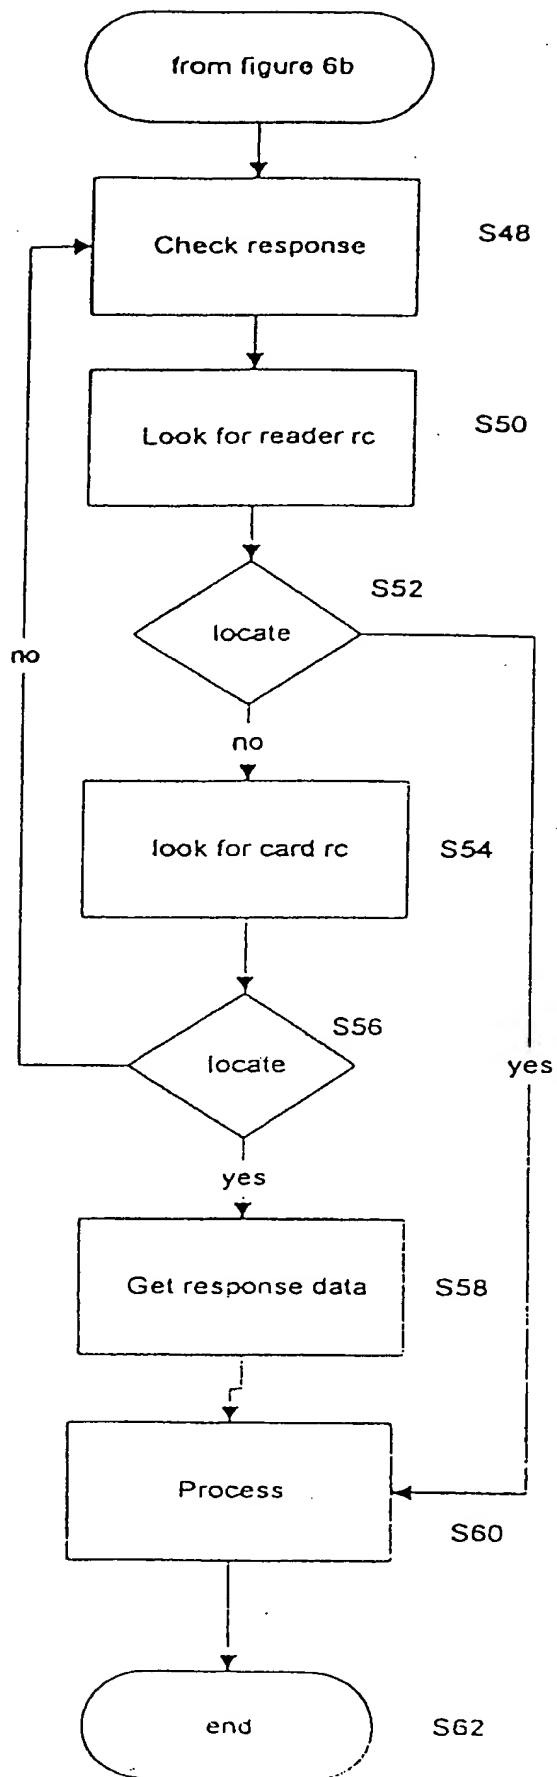 from figure 6b
Check response
S48
Look for reader rc
S50
S52
locate
no
no
look for card rc
S54
S56
locate
yes
yes
Get response data
S58
Process
S60
end
S62